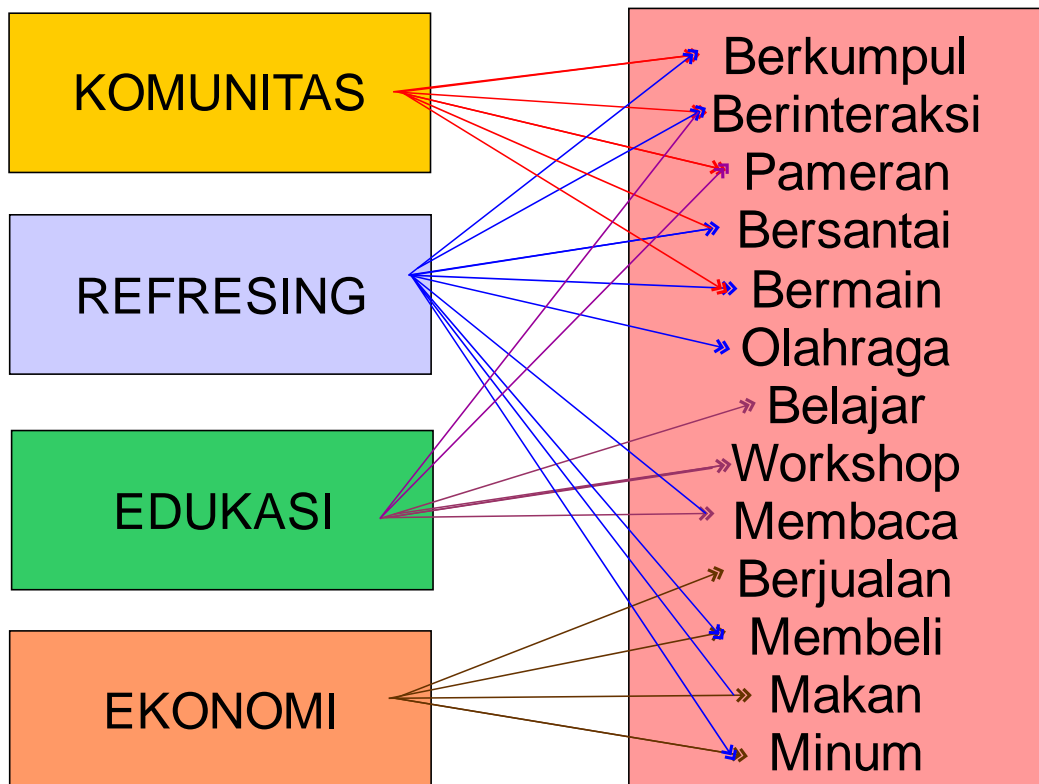 KOMUNITAS
REFRESING
EDUKASI
EKONOMI
Berkumpul
Berinteraksi
Pameran
Bersantai
Bermain
Olahraga
Belajar
Workshop
Membaca
Berjualan
Membeli
Makan
Minum